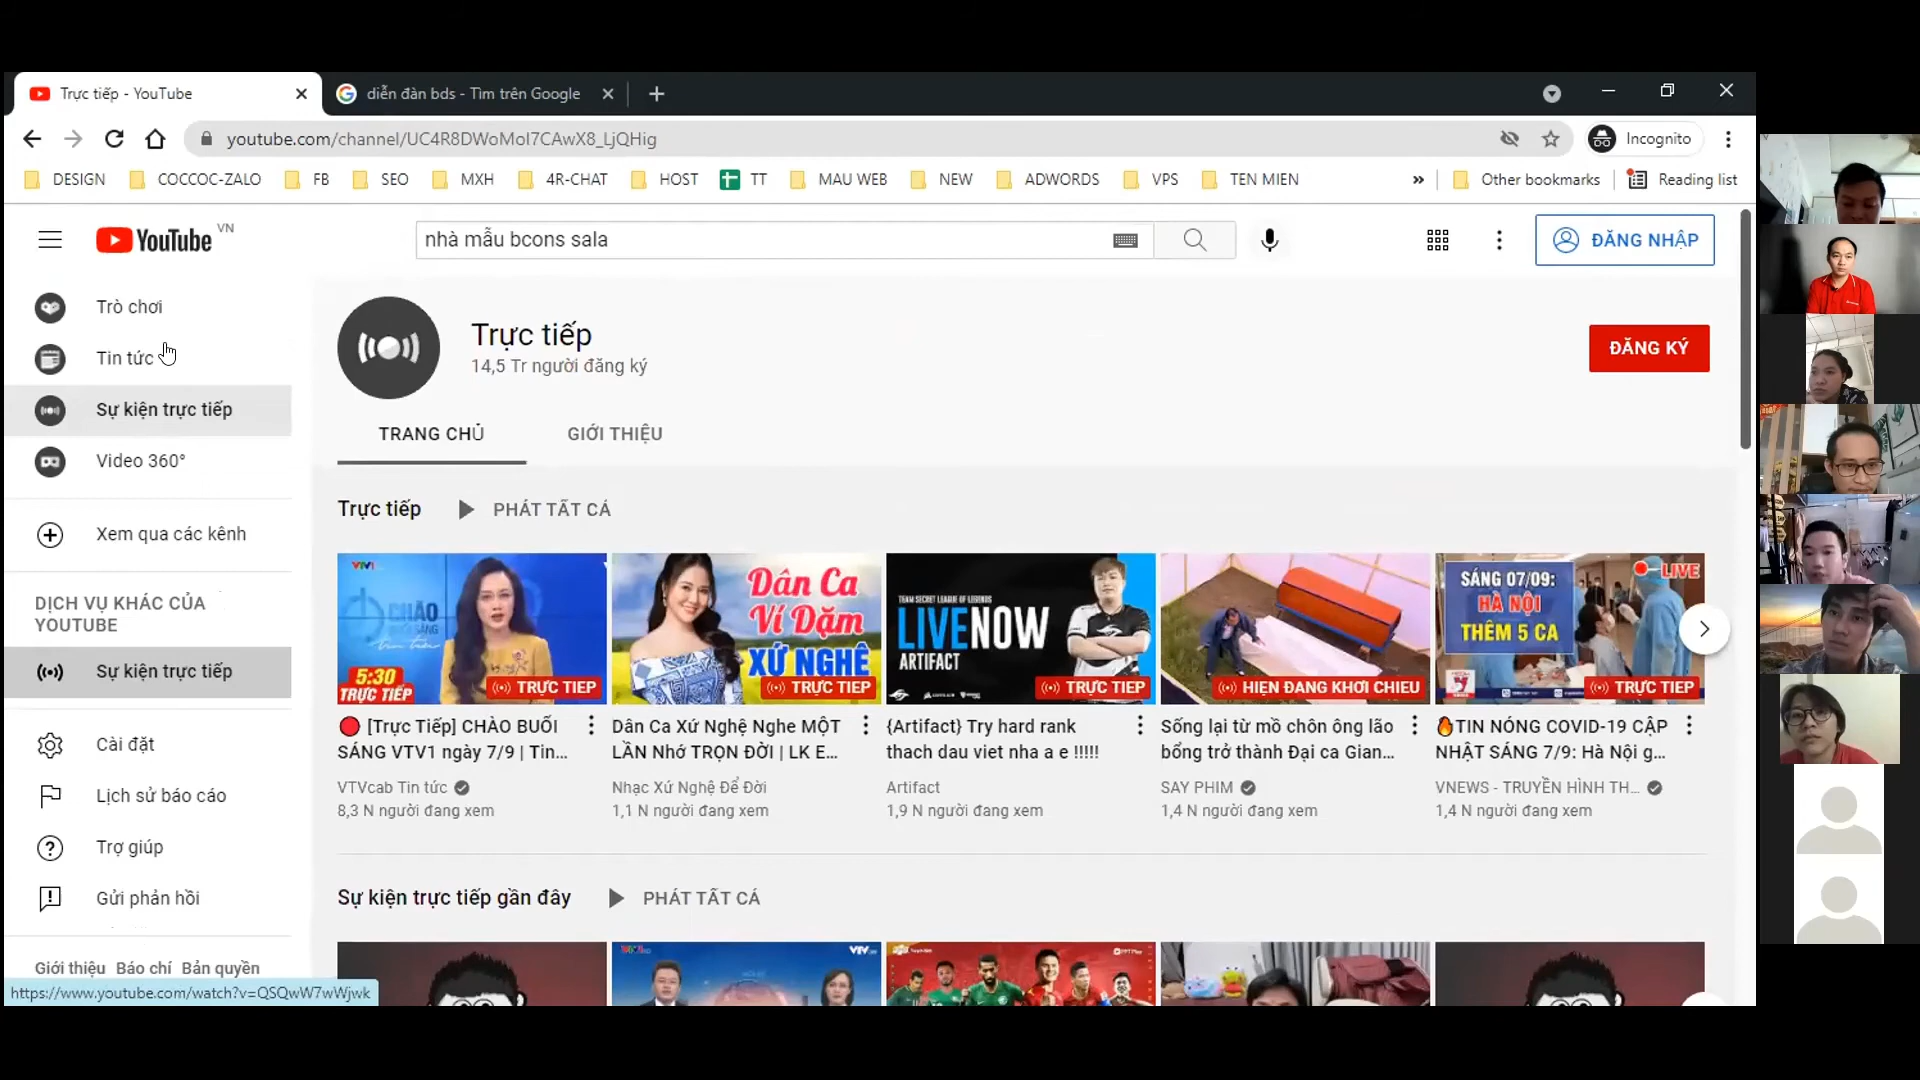 Trực tiếp - YouTube
diễn đàn bds - Tìm trên Google
youtube.com/channel/UC4R8DWoMoI7CAwX8_LjQHig
Incognito
DESIGN
COCCOC-ZALO
FB
SEO
MXH
4R-CHAT
HOST
TT
MAU WEB
NEW
ADWORDS
VPS
TEN MIEN
»
Other bookmarks
Reading list
YouTube VN
nhà mẫu bcons sala
ĐĂNG NHẬP
Trò chơi
Tin tức
Sự kiện trực tiếp
Video 360°
Xem qua các kênh
DỊCH VỤ KHÁC CỦA
YOUTUBE
Sự kiện trực tiếp
Cài đặt
Lịch sử báo cáo
Trợ giúp
Gửi phản hồi
Giới thiệu Báo chí Bản quyền
https://www.youtube.com/watch?v=QSQwW7wWjwk
Trực tiếp
14,5 Tr người đăng ký
ĐĂNG KÝ
TRANG CHỦ
GIỚI THIỆU
Trực tiếp
PHÁT TẤT CẢ
VTV1
CHÀO
5:30
TRỰC TIẾP
TRỰC TIẾP
Dân Ca
Ví Dặm
XỨ NGHỆ
TRỰC TIẾP
TEAM SECRET LEAGUE OF LEGENDS
LIVENOW
ARTIFACT
TRỰC TIẾP
HIỆN ĐANG KHỞI CHIẾU
SÁNG 07/09:
HÀ NỘI
THÊM 5 CA
LIVE
TRỰC TIẾP
🔴 [Trực Tiếp] CHÀO BUỔI
SÁNG VTV1 ngày 7/9 | Tin...
VTVcab Tin tức
8,3 N người đang xem
Dân Ca Xứ Nghệ Nghe MỘT
LẦN Nhớ TRỌN ĐỜI | LK E...
Nhạc Xứ Nghệ Để Đời
1,1 N người đang xem
{Artifact} Try hard rank
thach dau viet nha a e !!!!!
Artifact
1,9 N người đang xem
Sống lại từ mồ chôn ông lão
bổng trở thành Đại ca Gian...
SAY PHIM
1,4 N người đang xem
🔥TIN NÓNG COVID-19 CẬP
NHẬT SÁNG 7/9: Hà Nội g...
VNEWS - TRUYỀN HÌNH TH...
1,4 N người đang xem
Sự kiện trực tiếp gần đây
PHÁT TẤT CẢ